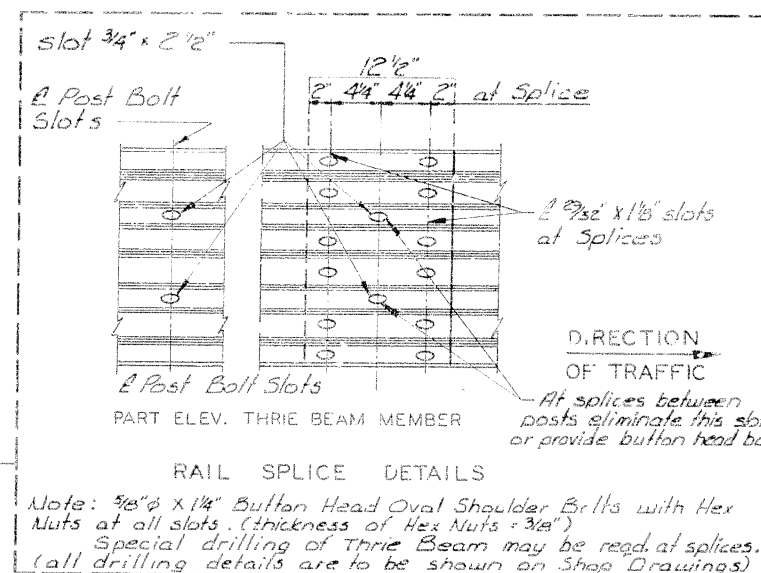 slot 3/4" x 2 1/2"
12 1/2"
2" 4 1/4" 4 1/4" 2" at Splice
℄ Post Bolt
Slots
℄ 29/32" x 1 1/8" slots
at Splices
DIRECTION
OF TRAFFIC
℄ Post Bolt Slots
At splices between
posts eliminate this
or provide button head
PART ELEV. THRIE BEAM MEMBER
RAIL SPLICE DETAILS
Note: 5/8"ϕ x 1 1/4" Button Head Oval Shoulder Bolts with Hex
Nuts at all slots. (thickness of Hex Nuts = 3/8")
Special drilling of Thrie Beam may be reqd. at splices.
(all drilling details are to be shown on Shop Drawings)